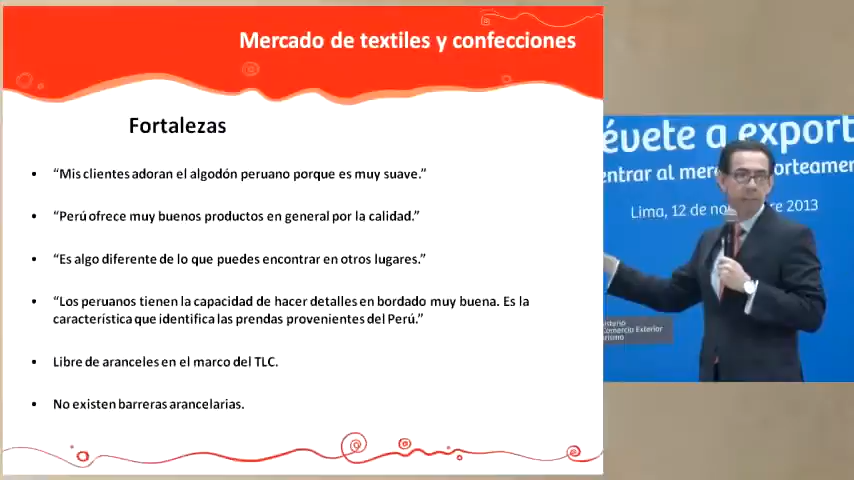 Mercado de textiles y confecciones
Fortalezas
• “Mis clientes adoran el algodón peruano porque es muy suave.”
• “Perú ofrece muy buenos productos en general por la calidad.”
• “Es algo diferente de lo que puedes encontrar en otros lugares.”
• “Los peruanos tienen la capacidad de hacer detalles en bordado muy buena. Es la
característica que identifica las prendas provenientes del Perú.”
• Libre de aranceles en el marco del TLC.
• No existen barreras arancelarias.
évete a export
entrar al mer orteamer
Lima, 12 de no re 2013
Comercio Exterior